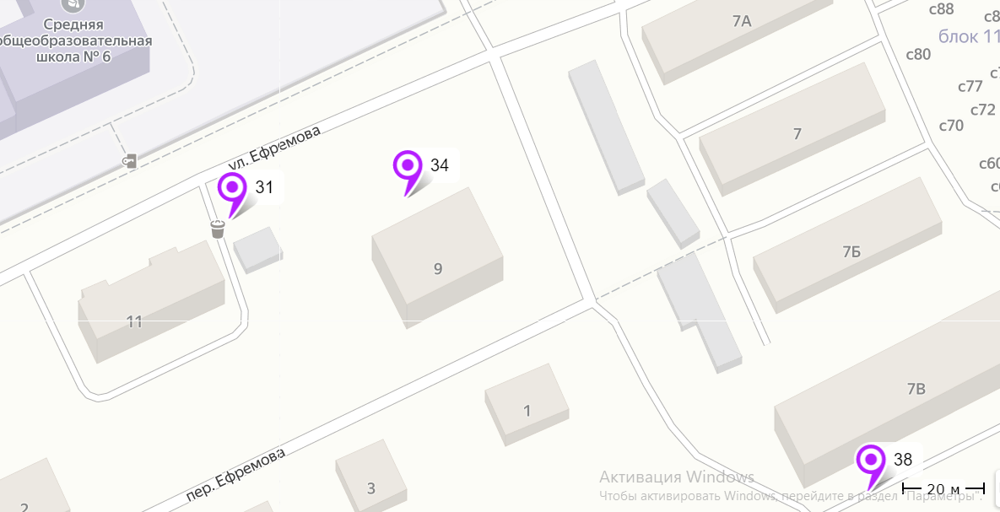 Средняя
общеобразовательная
школа № 6
7А
с88
блок 11
с80
с77
с72
с70
7
ул. Ефремова
34
31
9
7Б
11
7В
1
38
пер. Ефремова
3
2
20 м
Активация Windows
Чтобы активировать Windows, перейдите в раздел "Параметры".